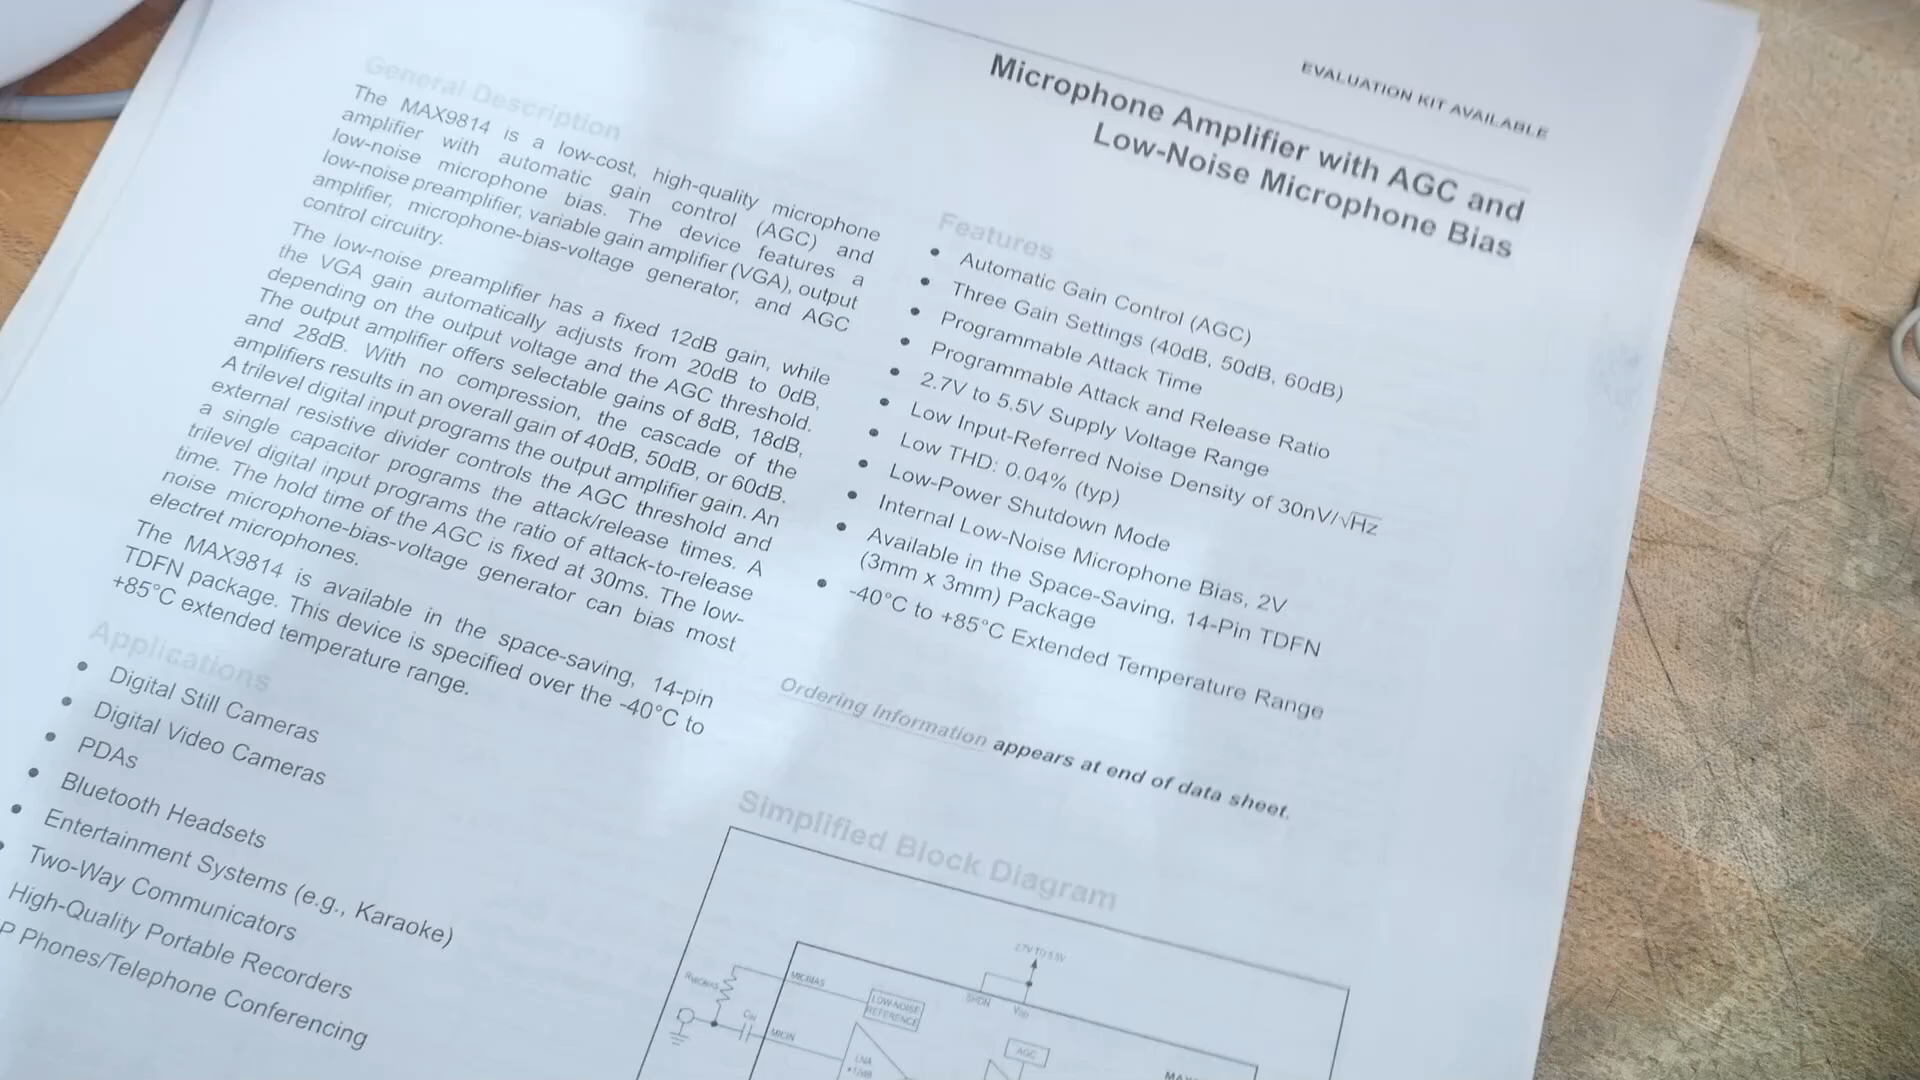 EVALUATION KIT AVAILABLE
Microphone Amplifier with AGC and
Low-Noise Microphone Bias
General Description
The MAX9814 is a low-cost, high-quality microphone
amplifier with automatic gain control (AGC) and
low-noise microphone bias. The device features a
low-noise preamplifier, variable gain amplifier (VGA), output
amplifier, microphone-bias-voltage generator, and AGC
control circuitry.
The low-noise preamplifier has a fixed 12dB gain, while
the VGA gain automatically adjusts from 20dB to 0dB,
depending on the output voltage and the AGC threshold.
The output amplifier offers selectable gains of 8dB, 18dB,
and 28dB. With no compression, the cascade of the
amplifiers results in an overall gain of 40dB, 50dB, or 60dB.
A trilevel digital input programs the output amplifier gain. An
external resistive divider controls the AGC threshold and
a single capacitor programs the attack/release times. A
trilevel digital input programs the ratio of attack-to-release
time. The hold time of the AGC is fixed at 30ms. The low-
noise microphone-bias-voltage generator can bias most
electret microphones.
The MAX9814 is available in the space-saving, 14-pin
TDFN package. This device is specified over the -40°C to
+85°C extended temperature range.
Applications
• Digital Still Cameras
• Digital Video Cameras
• PDAs
• Bluetooth Headsets
• Entertainment Systems (e.g., Karaoke)
• Two-Way Communicators
High-Quality Portable Recorders
P Phones/Telephone Conferencing
Features
• Automatic Gain Control (AGC)
• Three Gain Settings (40dB, 50dB, 60dB)
• Programmable Attack Time
• Programmable Attack and Release Ratio
• 2.7V to 5.5V Supply Voltage Range
• Low Input-Referred Noise Density of 30nV/√Hz
• Low THD: 0.04% (typ)
• Low-Power Shutdown Mode
• Internal Low-Noise Microphone Bias, 2V
• Available in the Space-Saving, 14-Pin TDFN
(3mm x 3mm) Package
• -40°C to +85°C Extended Temperature Range
Ordering Information appears at end of data sheet.
Simplified Block Diagram
2.7V TO 5.5V
MICBIAS
LOW-NOISE
REFERENCE
SHDN
VDD
CIN
MICIN
LNA
+12dB
AGC